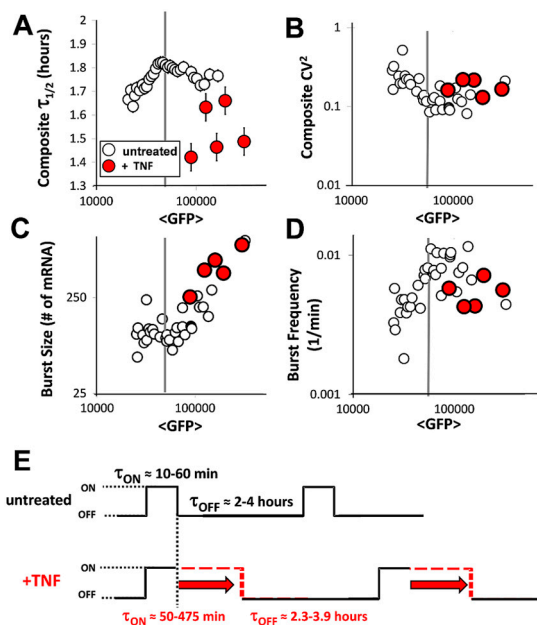 A
B
Composite τ1/2 (hours)
2
1.9
1.8
1.7
1.6
1.5
1.4
1.3
untreated
+ TNF
10000
100000
<GFP>
Composite CV²
1
0.1
0.01
10000
100000
<GFP>
C
D
Burst Size (# of mRNA)
250
25
10000
100000
<GFP>
Burst Frequency
(1/min)
0.01
0.001
10000
100000
<GFP>
E
τON ≈ 10-60 min
untreated
ON
OFF
τOFF ≈ 2-4 hours
+TNF
ON
OFF
τON ≈ 50-475 min
τOFF ≈ 2.3-3.9 hours